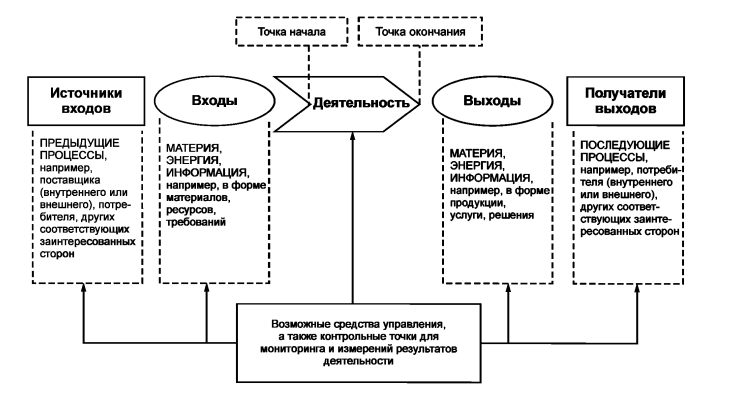 Точка начала
Точка окончания
Источники
входов
Входы
Деятельность
Выходы
Получатели
выходов
ПРЕДЫДУЩИЕ
ПРОЦЕССЫ,
например,
поставщика
(внутреннего или
внешнего), потре-
бителя, других
соответствующих
заинтересованных
сторон
МАТЕРИЯ,
ЭНЕРГИЯ,
ИНФОРМАЦИЯ,
например, в форме
материалов,
ресурсов,
требований
МАТЕРИЯ,
ЭНЕРГИЯ,
ИНФОРМАЦИЯ,
например, в форме
продукции,
услуги, решения
ПОСЛЕДУЮЩИЕ
ПРОЦЕССЫ,
например, потреби-
теля (внутреннего
или внешнего),
других соответ-
ствующих заинте-
ресованных сторон
Возможные средства управления,
а также контрольные точки для
мониторинга и измерений результатов
деятельности